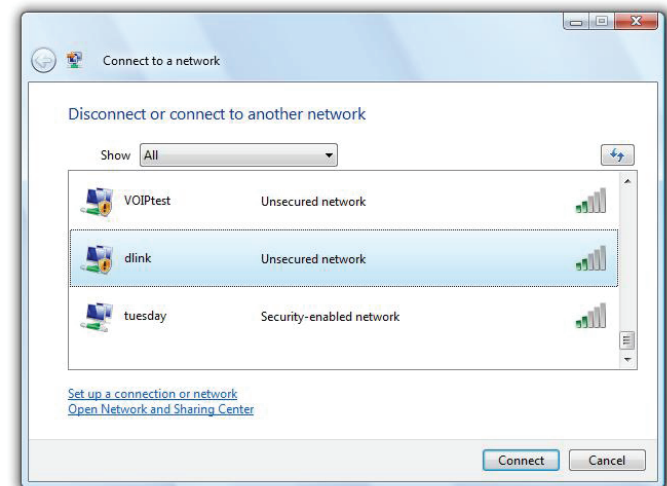 Connect to a network
Disconnect or connect to another network
Show All
VOIPtest Unsecured network
dlink Unsecured network
tuesday Security-enabled network
Set up a connection or network
Open Network and Sharing Center
Connect Cancel